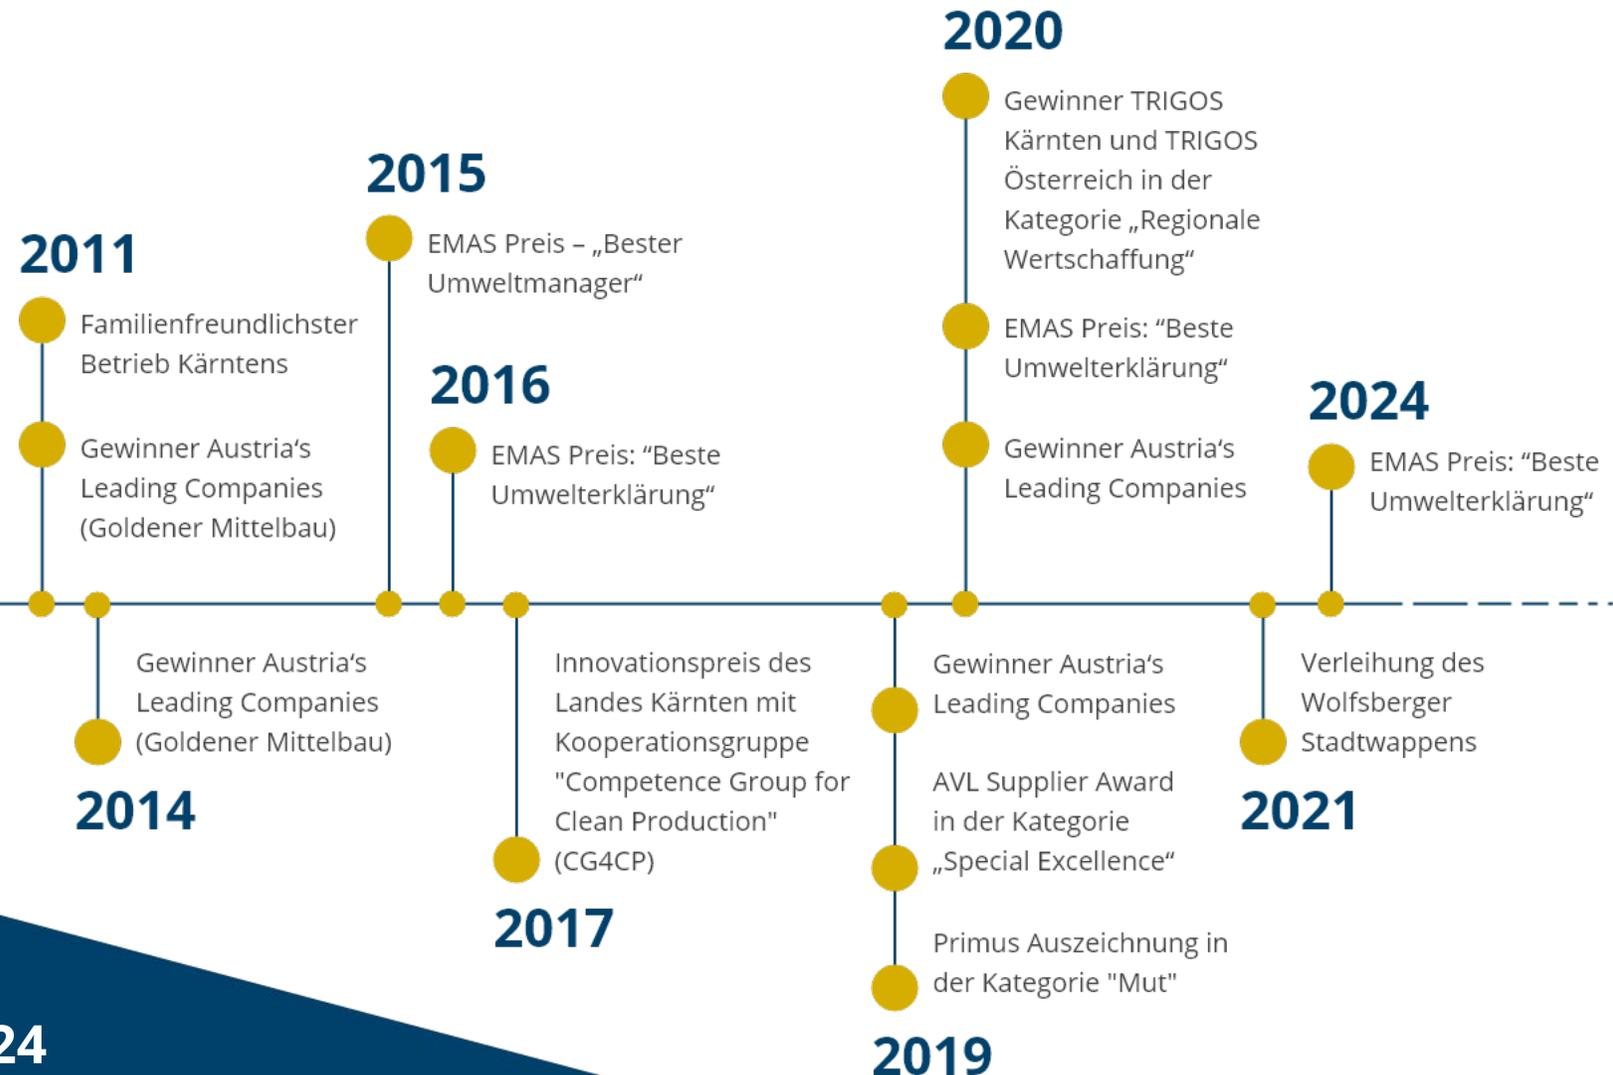 2011
Familienfreundlichster
Betrieb Kärntens
Gewinner Austria‘s
Leading Companies
(Goldener Mittelbau)
Gewinner Austria‘s
Leading Companies
(Goldener Mittelbau)
2014
2015
EMAS Preis – „Bester
Umweltmanager“
2016
EMAS Preis: “Beste
Umwelterklärung“
Innovationspreis des
Landes Kärnten mit
Kooperationsgruppe
"Competence Group for
Clean Production"
(CG4CP)
2017
Gewinner Austria‘s
Leading Companies
AVL Supplier Award
in der Kategorie
„Special Excellence“
Primus Auszeichnung in
der Kategorie "Mut"
2019
2020
Gewinner TRIGOS
Kärnten und TRIGOS
Österreich in der
Kategorie „Regionale
Wertschaffung“
EMAS Preis: “Beste
Umwelterklärung“
Gewinner Austria‘s
Leading Companies
Verleihung des
Wolfsberger
Stadtwappens
2021
2024
EMAS Preis: “Beste
Umwelterklärung“
24